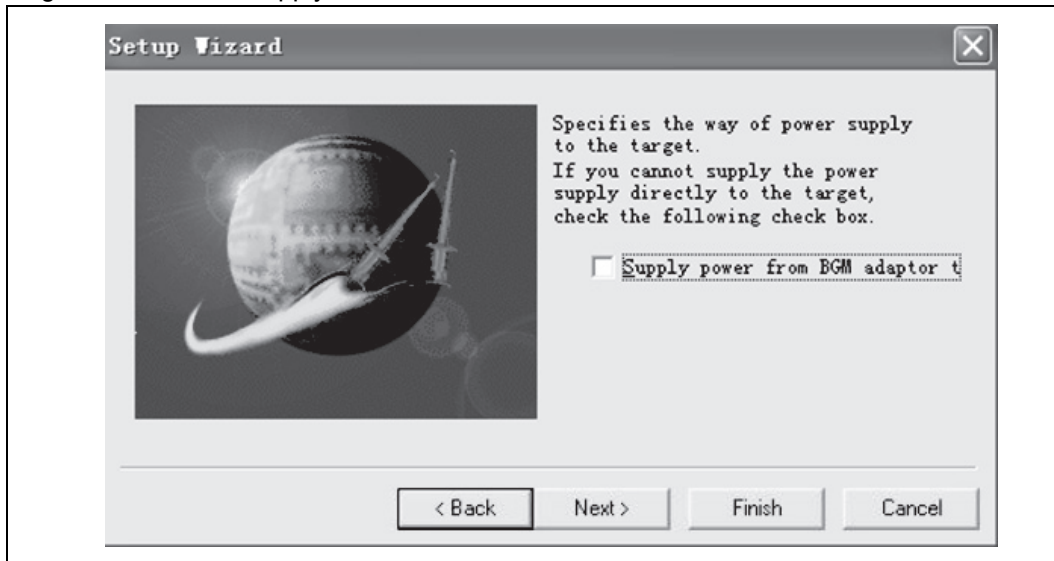 Setup Wizard
Specifies the way of power supply
to the target.
If you cannot supply the power
supply directly to the target,
check the following check box.
Supply power from BGM adaptor t
< Back Next > Finish Cancel